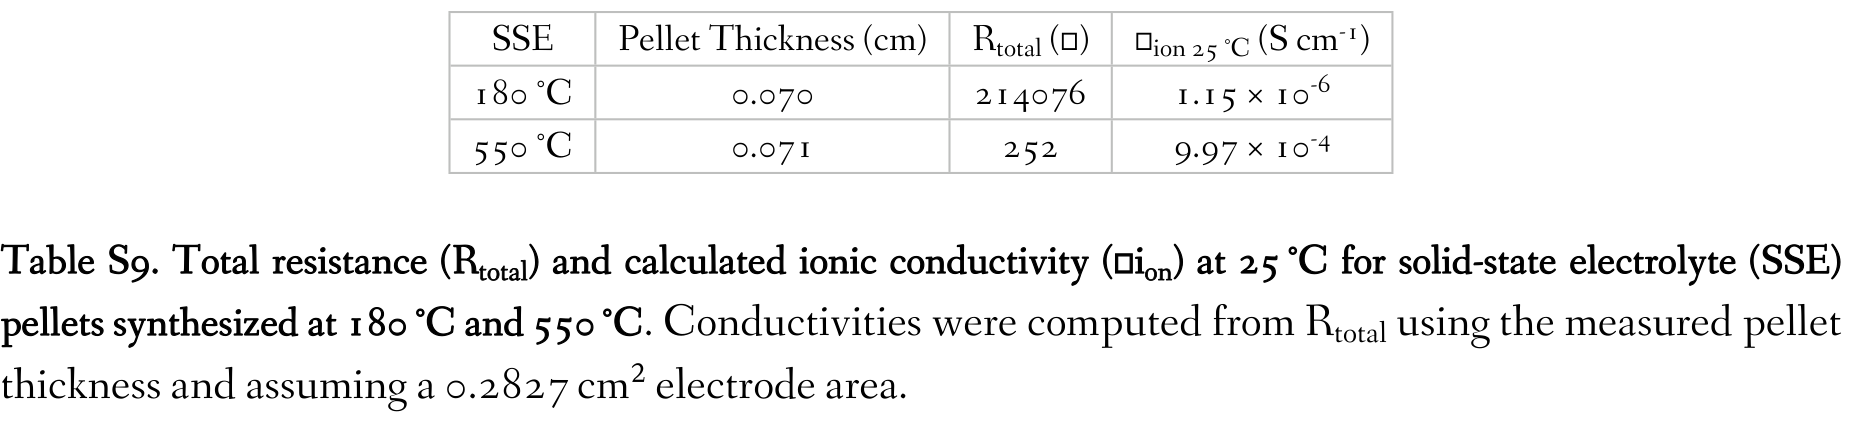 SSE Pellet Thickness (cm) Rtotal (□) □ion 25 °C (S cm-1)
180 °C 0.070 214076 1.15 × 10-6
550 °C 0.071 252 9.97 × 10-4
Table S9. Total resistance (Rtotal) and calculated ionic conductivity (□ion) at 25 °C for solid-state electrolyte (SSE)
pellets synthesized at 180 °C and 550 °C. Conductivities were computed from Rtotal using the measured pellet
thickness and assuming a 0.2827 cm2 electrode area.